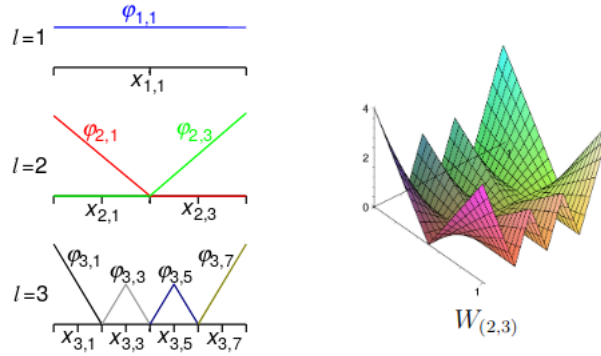 l=1
φ1,1
x1,1
l=2
φ2,1 φ2,3
x2,1 x2,3
l=3
φ3,1 φ3,3 φ3,5 φ3,7
x3,1 x3,3 x3,5 x3,7
4
2
0
1
W(2,3)